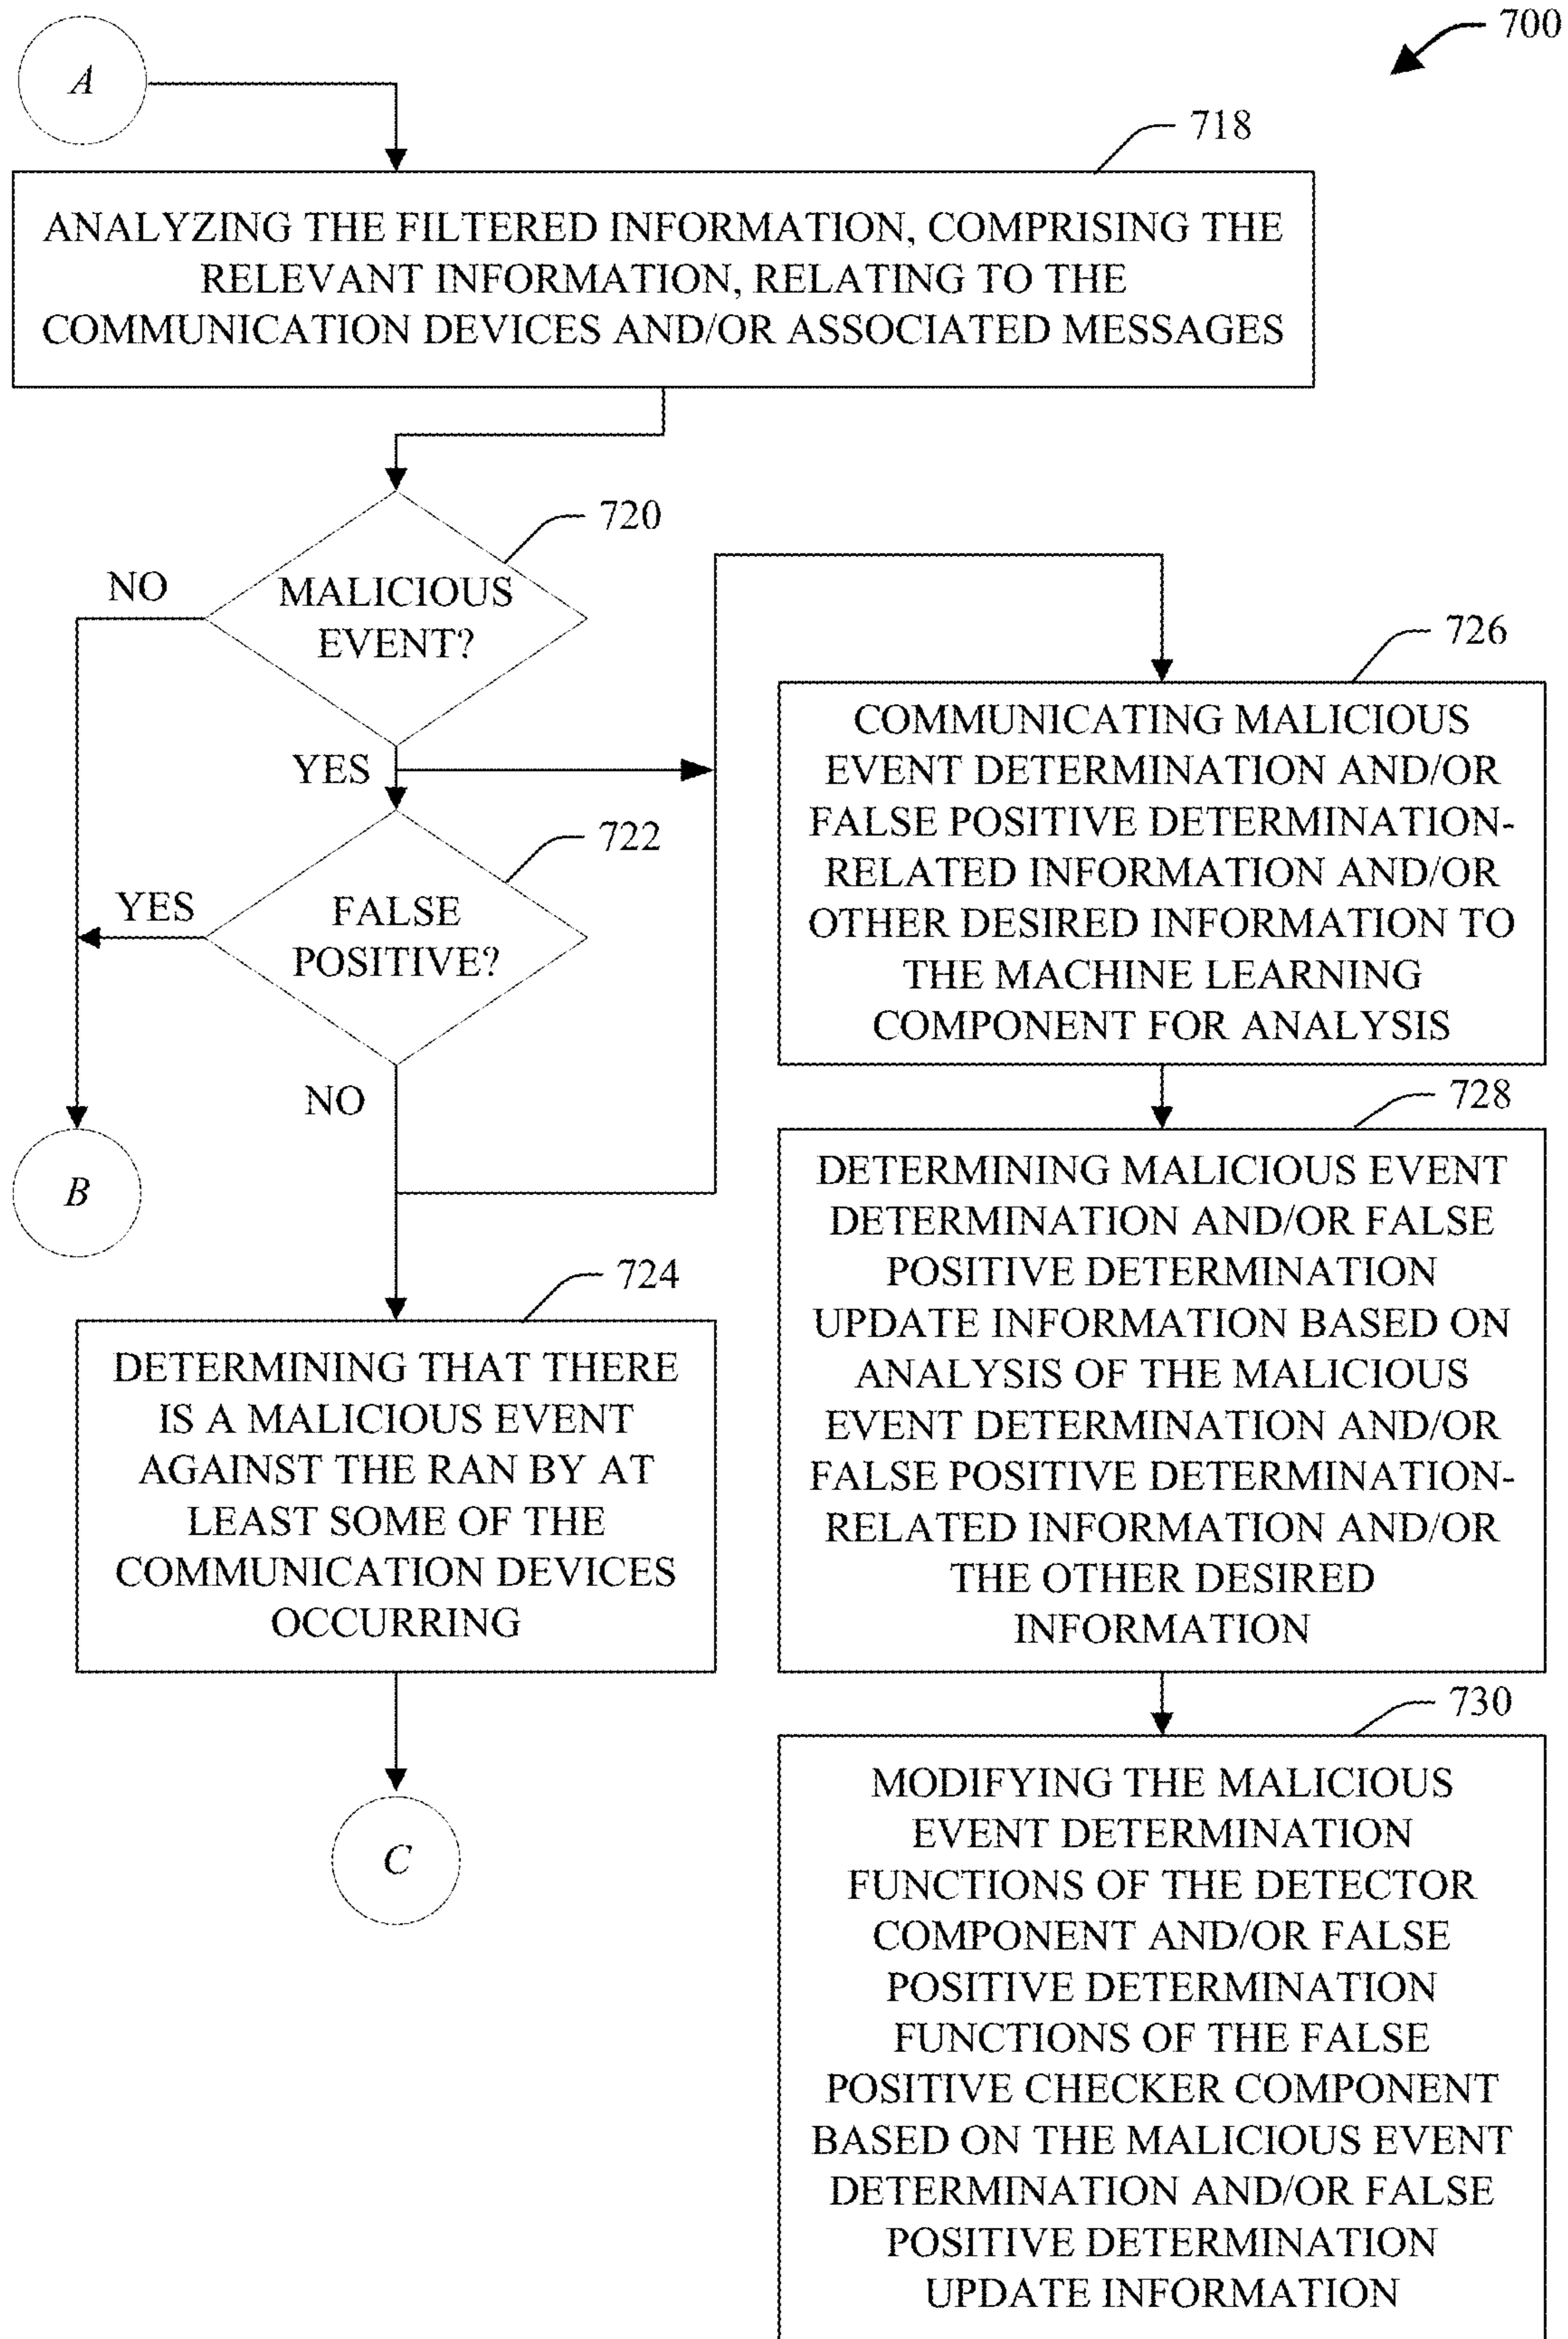 700
A
718
ANALYZING THE FILTERED INFORMATION, COMPRISING THE
RELEVANT INFORMATION, RELATING TO THE
COMMUNICATION DEVICES AND/OR ASSOCIATED MESSAGES
720
NO
MALICIOUS
EVENT?
YES
722
YES
FALSE
POSITIVE?
NO
B
724
DETERMINING THAT THERE
IS A MALICIOUS EVENT
AGAINST THE RAN BY AT
LEAST SOME OF THE
COMMUNICATION DEVICES
OCCURRING
C
726
COMMUNICATING MALICIOUS
EVENT DETERMINATION AND/OR
FALSE POSITIVE DETERMINATION-
RELATED INFORMATION AND/OR
OTHER DESIRED INFORMATION TO
THE MACHINE LEARNING
COMPONENT FOR ANALYSIS
728
DETERMINING MALICIOUS EVENT
DETERMINATION AND/OR FALSE
POSITIVE DETERMINATION
UPDATE INFORMATION BASED ON
ANALYSIS OF THE MALICIOUS
EVENT DETERMINATION AND/OR
FALSE POSITIVE DETERMINATION-
RELATED INFORMATION AND/OR
THE OTHER DESIRED
INFORMATION
730
MODIFYING THE MALICIOUS
EVENT DETERMINATION
FUNCTIONS OF THE DETECTOR
COMPONENT AND/OR FALSE
POSITIVE DETERMINATION
FUNCTIONS OF THE FALSE
POSITIVE CHECKER COMPONENT
BASED ON THE MALICIOUS EVENT
DETERMINATION AND/OR FALSE
POSITIVE DETERMINATION
UPDATE INFORMATION